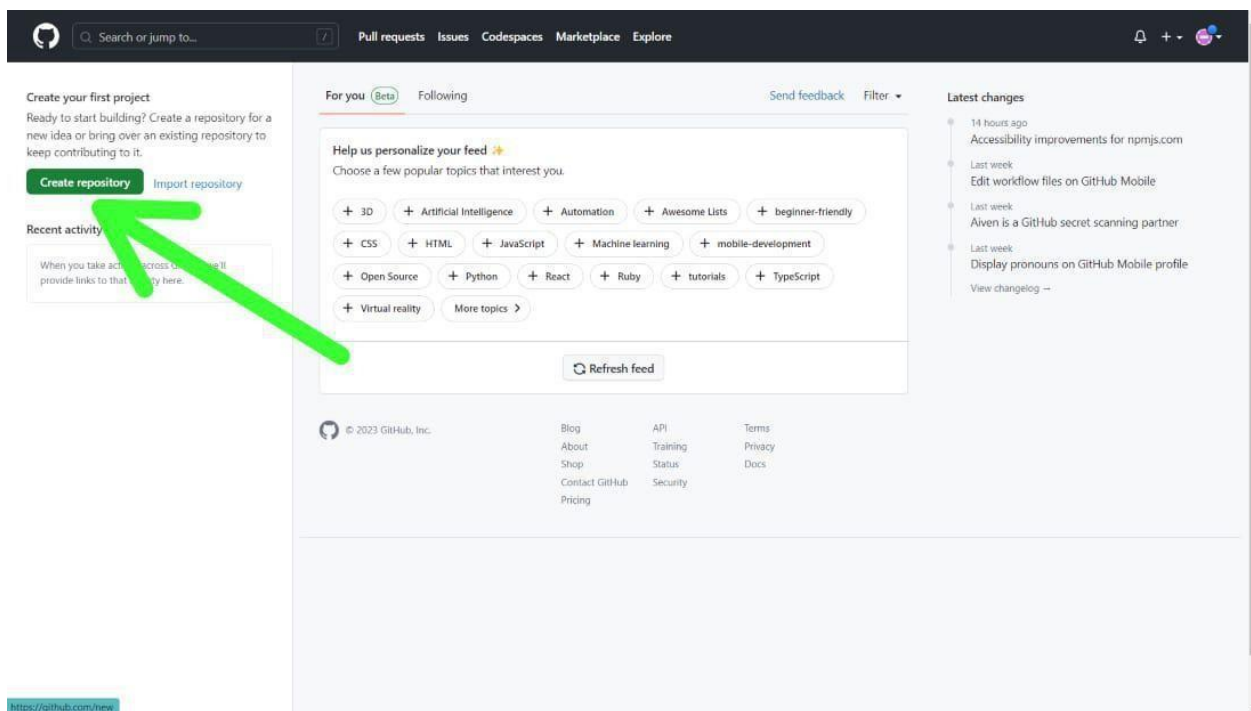 Search or jump to...
/
Pull requests Issues Codespaces Marketplace Explore
Create your first project
Ready to start building? Create a repository for a
new idea or bring over an existing repository to
keep contributing to it.
Create repository Import repository
Recent activity
When you take across
provide links to that here.
For you Beta Following
Send feedback Filter
Help us personalize your feed ✨
Choose a few popular topics that interest you.
+ 3D + Artificial Intelligence + Automation + Awesome Lists + beginner-friendly
+ CSS + HTML + JavaScript + Machine learning + mobile-development
+ Open Source + Python + React + Ruby + tutorials + TypeScript
+ Virtual reality More topics >
Refresh feed
Latest changes
14 hours ago
Accessibility improvements for npmjs.com
Last week
Edit workflow files on GitHub Mobile
Last week
Aiven is a GitHub secret scanning partner
Last week
Display pronouns on GitHub Mobile profile
View changelog →
© 2023 GitHub, Inc.
Blog API Terms
About Training Privacy
Shop Status Docs
Contact GitHub Security
Pricing
https://github.com/new